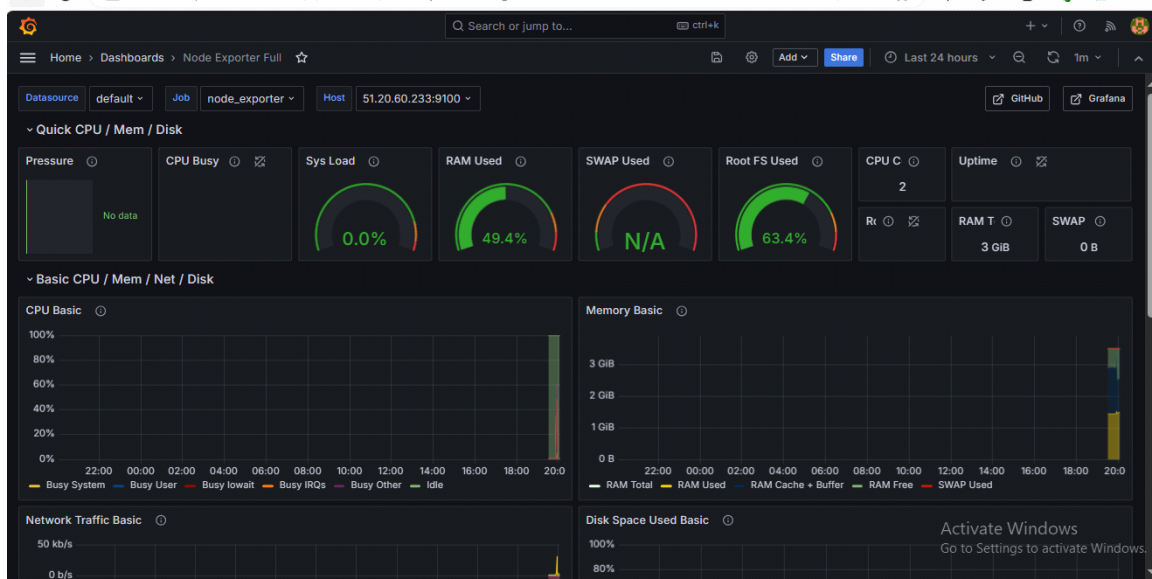 Search or jump to... ctrl+k
Home › Dashboards › Node Exporter Full Add Share Last 24 hours 1m
Datasource default Job node_exporter Host 51.20.60.233:9100 GitHub Grafana
Quick CPU / Mem / Disk
Pressure CPU Busy Sys Load RAM Used SWAP Used Root FS Used CPU C Uptime
2
No data
0.0% 49.4% N/A 63.4%
RAM T SWAP
3 GiB 0 B
Basic CPU / Mem / Net / Disk
CPU Basic
100%
80%
60%
40%
20%
0%
22:00 00:00 02:00 04:00 06:00 08:00 10:00 12:00 14:00 16:00 18:00 20:0
Busy System Busy User Busy Iowait Busy IRQs Busy Other Idle
Memory Basic
3 GiB
2 GiB
1 GiB
0 B
22:00 00:00 02:00 04:00 06:00 08:00 10:00 12:00 14:00 16:00 18:00 20:0
RAM Total RAM Used RAM Cache + Buffer RAM Free SWAP Used
Network Traffic Basic
50 kb/s
0 b/s
Disk Space Used Basic
100%
80%
Activate Windows
Go to Settings to activate Windows.